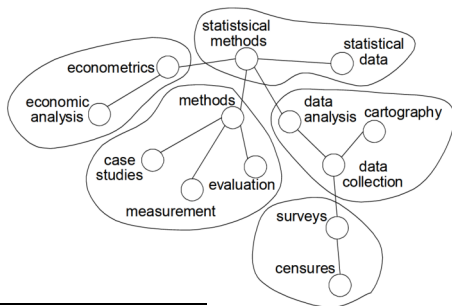 statistsical
methods
statistical
data
econometrics
economic
analysis
methods
data
analysis
cartography
case
studies
evaluation
data
collection
measurement
surveys
censures